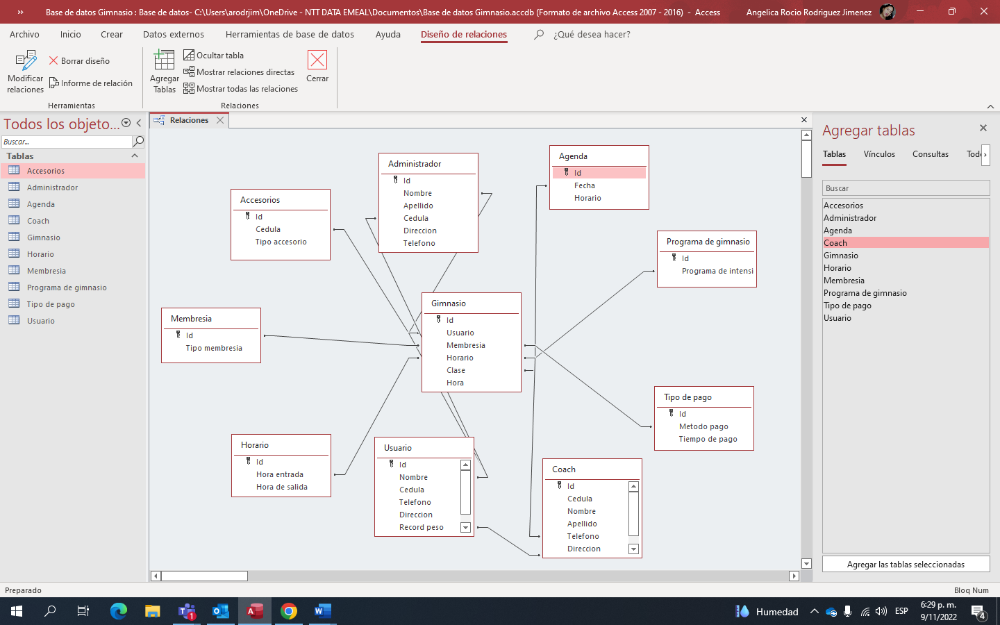 »
Base de datos Gimnasio : Base de datos- C:\Users\arodrjim\OneDrive - NTT DATA EMEAL\Documentos\Base de datos Gimnasio.accdb (Formato de archivo Access 2007 - 2016) - Access
Angelica Rocio Rodriguez Jimenez
Archivo Inicio Crear Datos externos Herramientas de base de datos Ayuda Diseño de relaciones ¿Qué desea hacer?
Modificar relaciones
Borrar diseño
Informe de relación
Herramientas
Agregar Tablas
Ocultar tabla
Mostrar relaciones directas
Mostrar todas las relaciones
Cerrar
Relaciones
Todos los objeto...
Buscar...
Tablas
Accesorios
Administrador
Agenda
Coach
Gimnasio
Horario
Membresia
Programa de gimnasio
Tipo de pago
Usuario
Relaciones
Accesorios
Id
Cedula
Tipo accesorio
Administrador
Id
Nombre
Apellido
Cedula
Direccion
Telefono
Agenda
Id
Fecha
Horario
Programa de gimnasio
Id
Programa de intensi
Membresia
Id
Tipo membresia
Gimnasio
Id
Usuario
Membresia
Horario
Clase
Hora
Tipo de pago
Id
Metodo pago
Tiempo de pago
Horario
Id
Hora entrada
Hora de salida
Usuario
Id
Nombre
Cedula
Telefono
Direccion
Record peso
Coach
Id
Cedula
Nombre
Apellido
Telefono
Direccion
Agregar tablas
Tablas Vínculos Consultas Todo
Buscar
Accesorios
Administrador
Agenda
Coach
Gimnasio
Horario
Membresia
Programa de gimnasio
Tipo de pago
Usuario
Agregar las tablas seleccionadas
Preparado
Bloq Num
1
A
W
Humedad
ESP
6:29 p. m.
9/11/2022
4